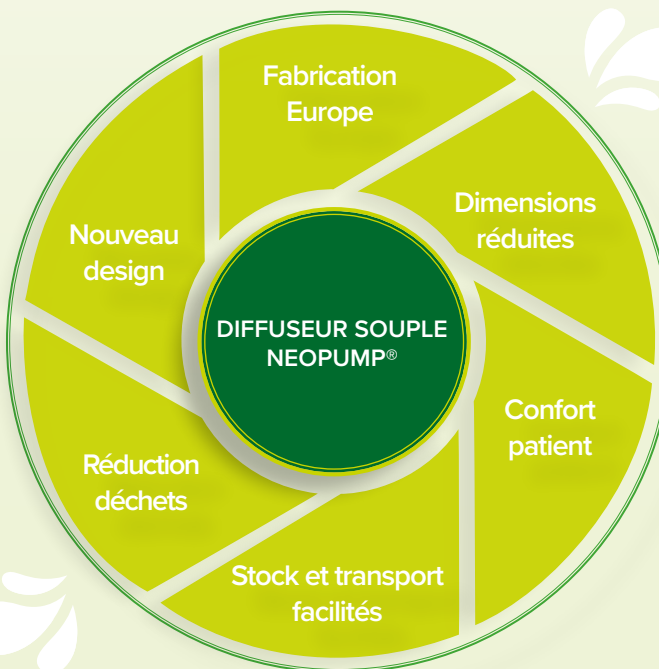 Fabrication
Europe
Dimensions
réduites
Nouveau
design
DIFFUSEUR SOUPLE
NEOPUMP®
Confort
patient
Réduction
déchets
Stock et transport
facilités